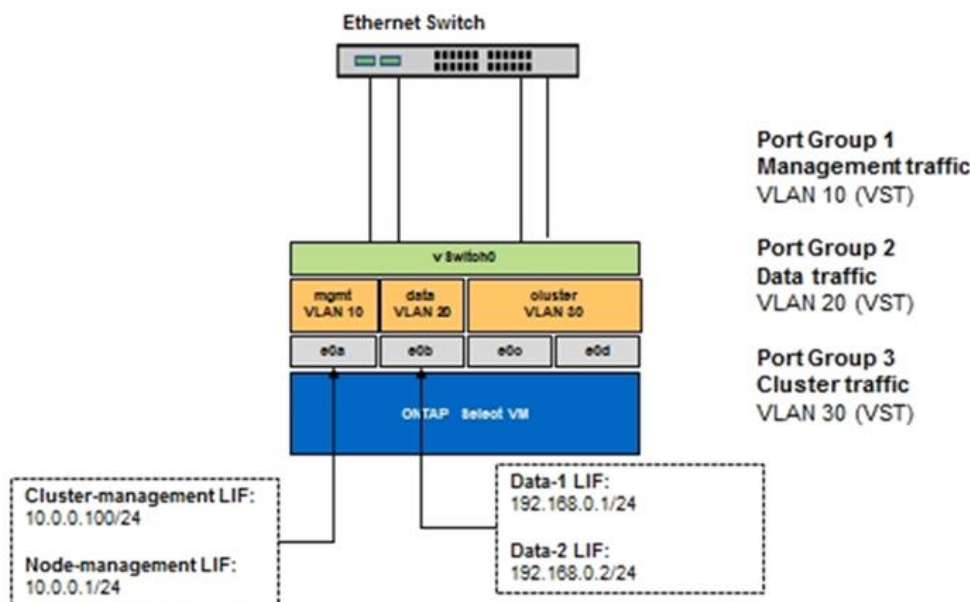 Ethernet Switch
Port Group 1
Management traffic
VLAN 10 (VST)
Port Group 2
Data traffic
VLAN 20 (VST)
Port Group 3
Cluster traffic
VLAN 30 (VST)
vSwitch0
mgmt
VLAN 10
data
VLAN 20
cluster
VLAN 30
e0a
e0b
e0c
e0d
ONTAP Select VM
Cluster-management LIF:
10.0.0.100/24
Node-management LIF:
10.0.0.1/24
Data-1 LIF:
192.168.0.1/24
Data-2 LIF:
192.168.0.2/24